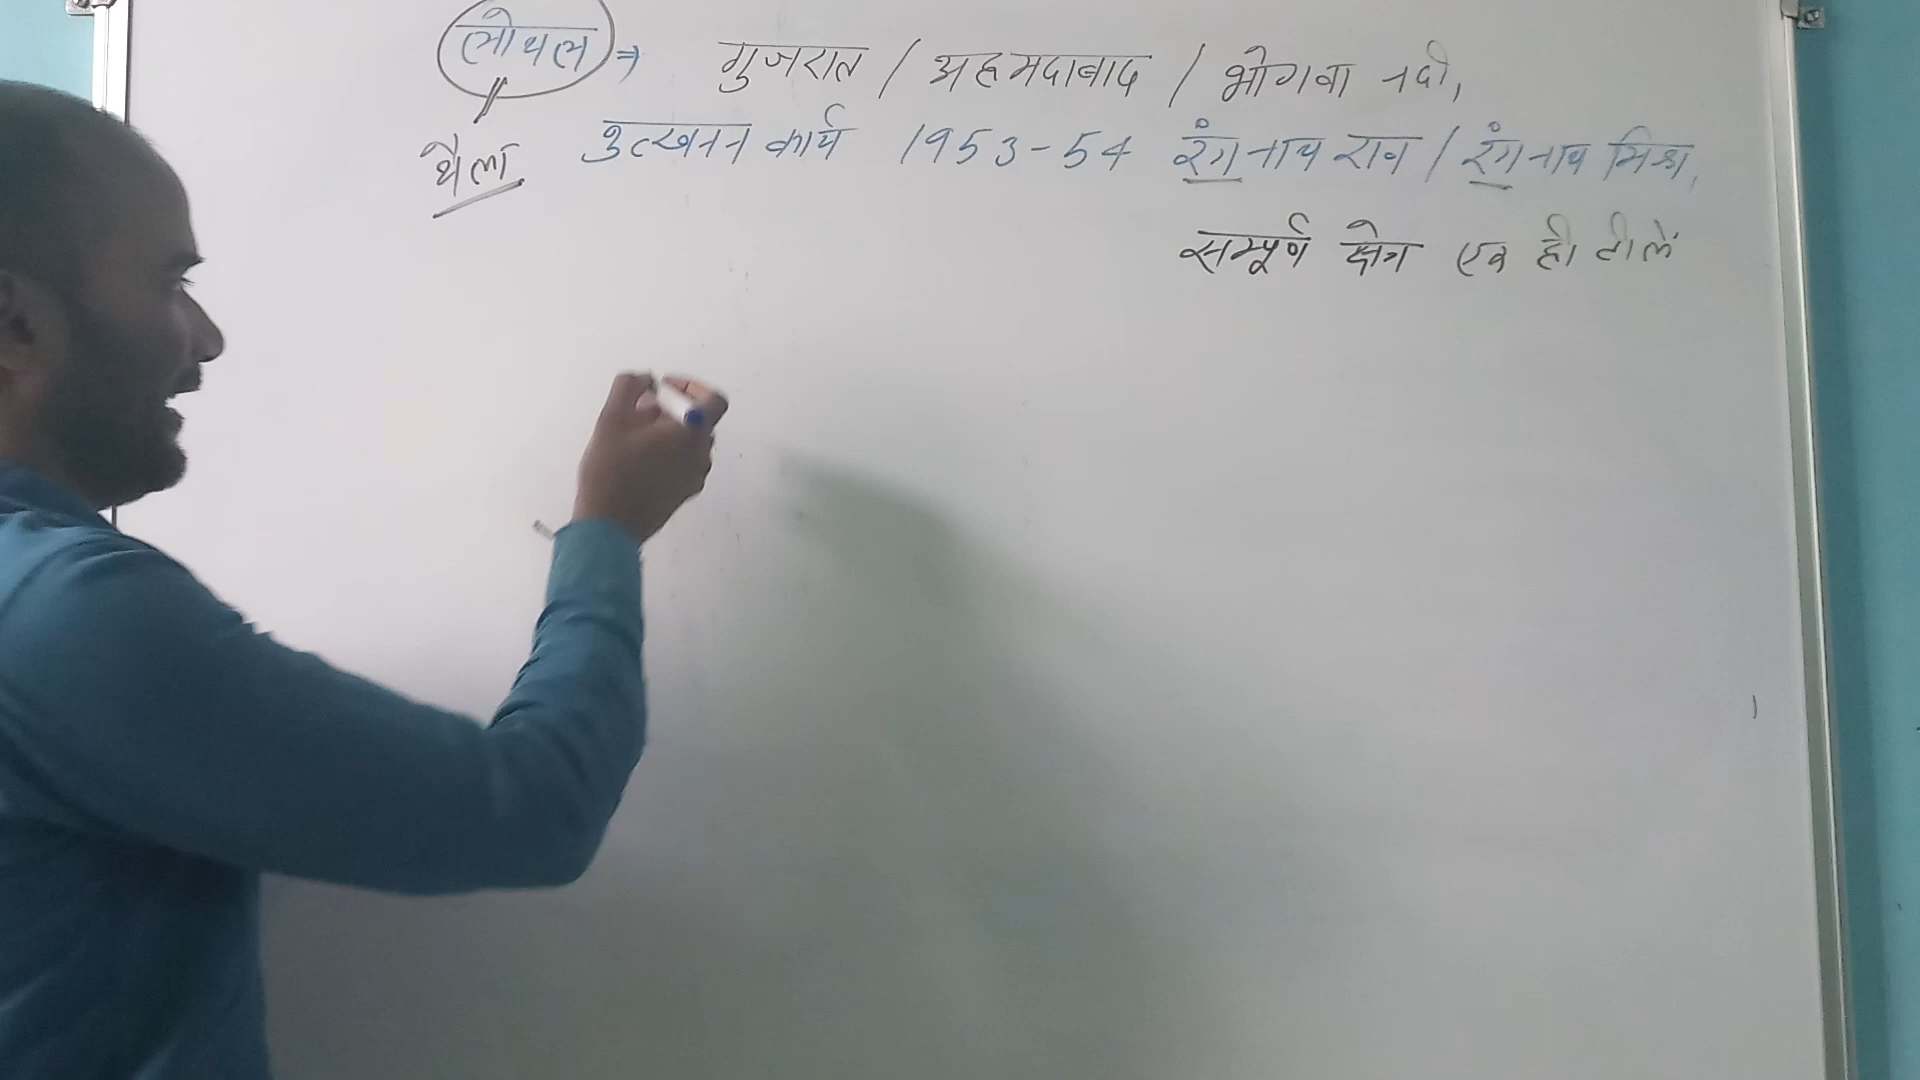 लोथल ⇒ गुजरात / अहमदाबाद / भोगवा नदी,
थैला उत्खनन कार्य 1953-54 रंगनाथ राव / रंगनाथ मिश्रा,
सम्पूर्ण क्षेत्र एक ही टीले